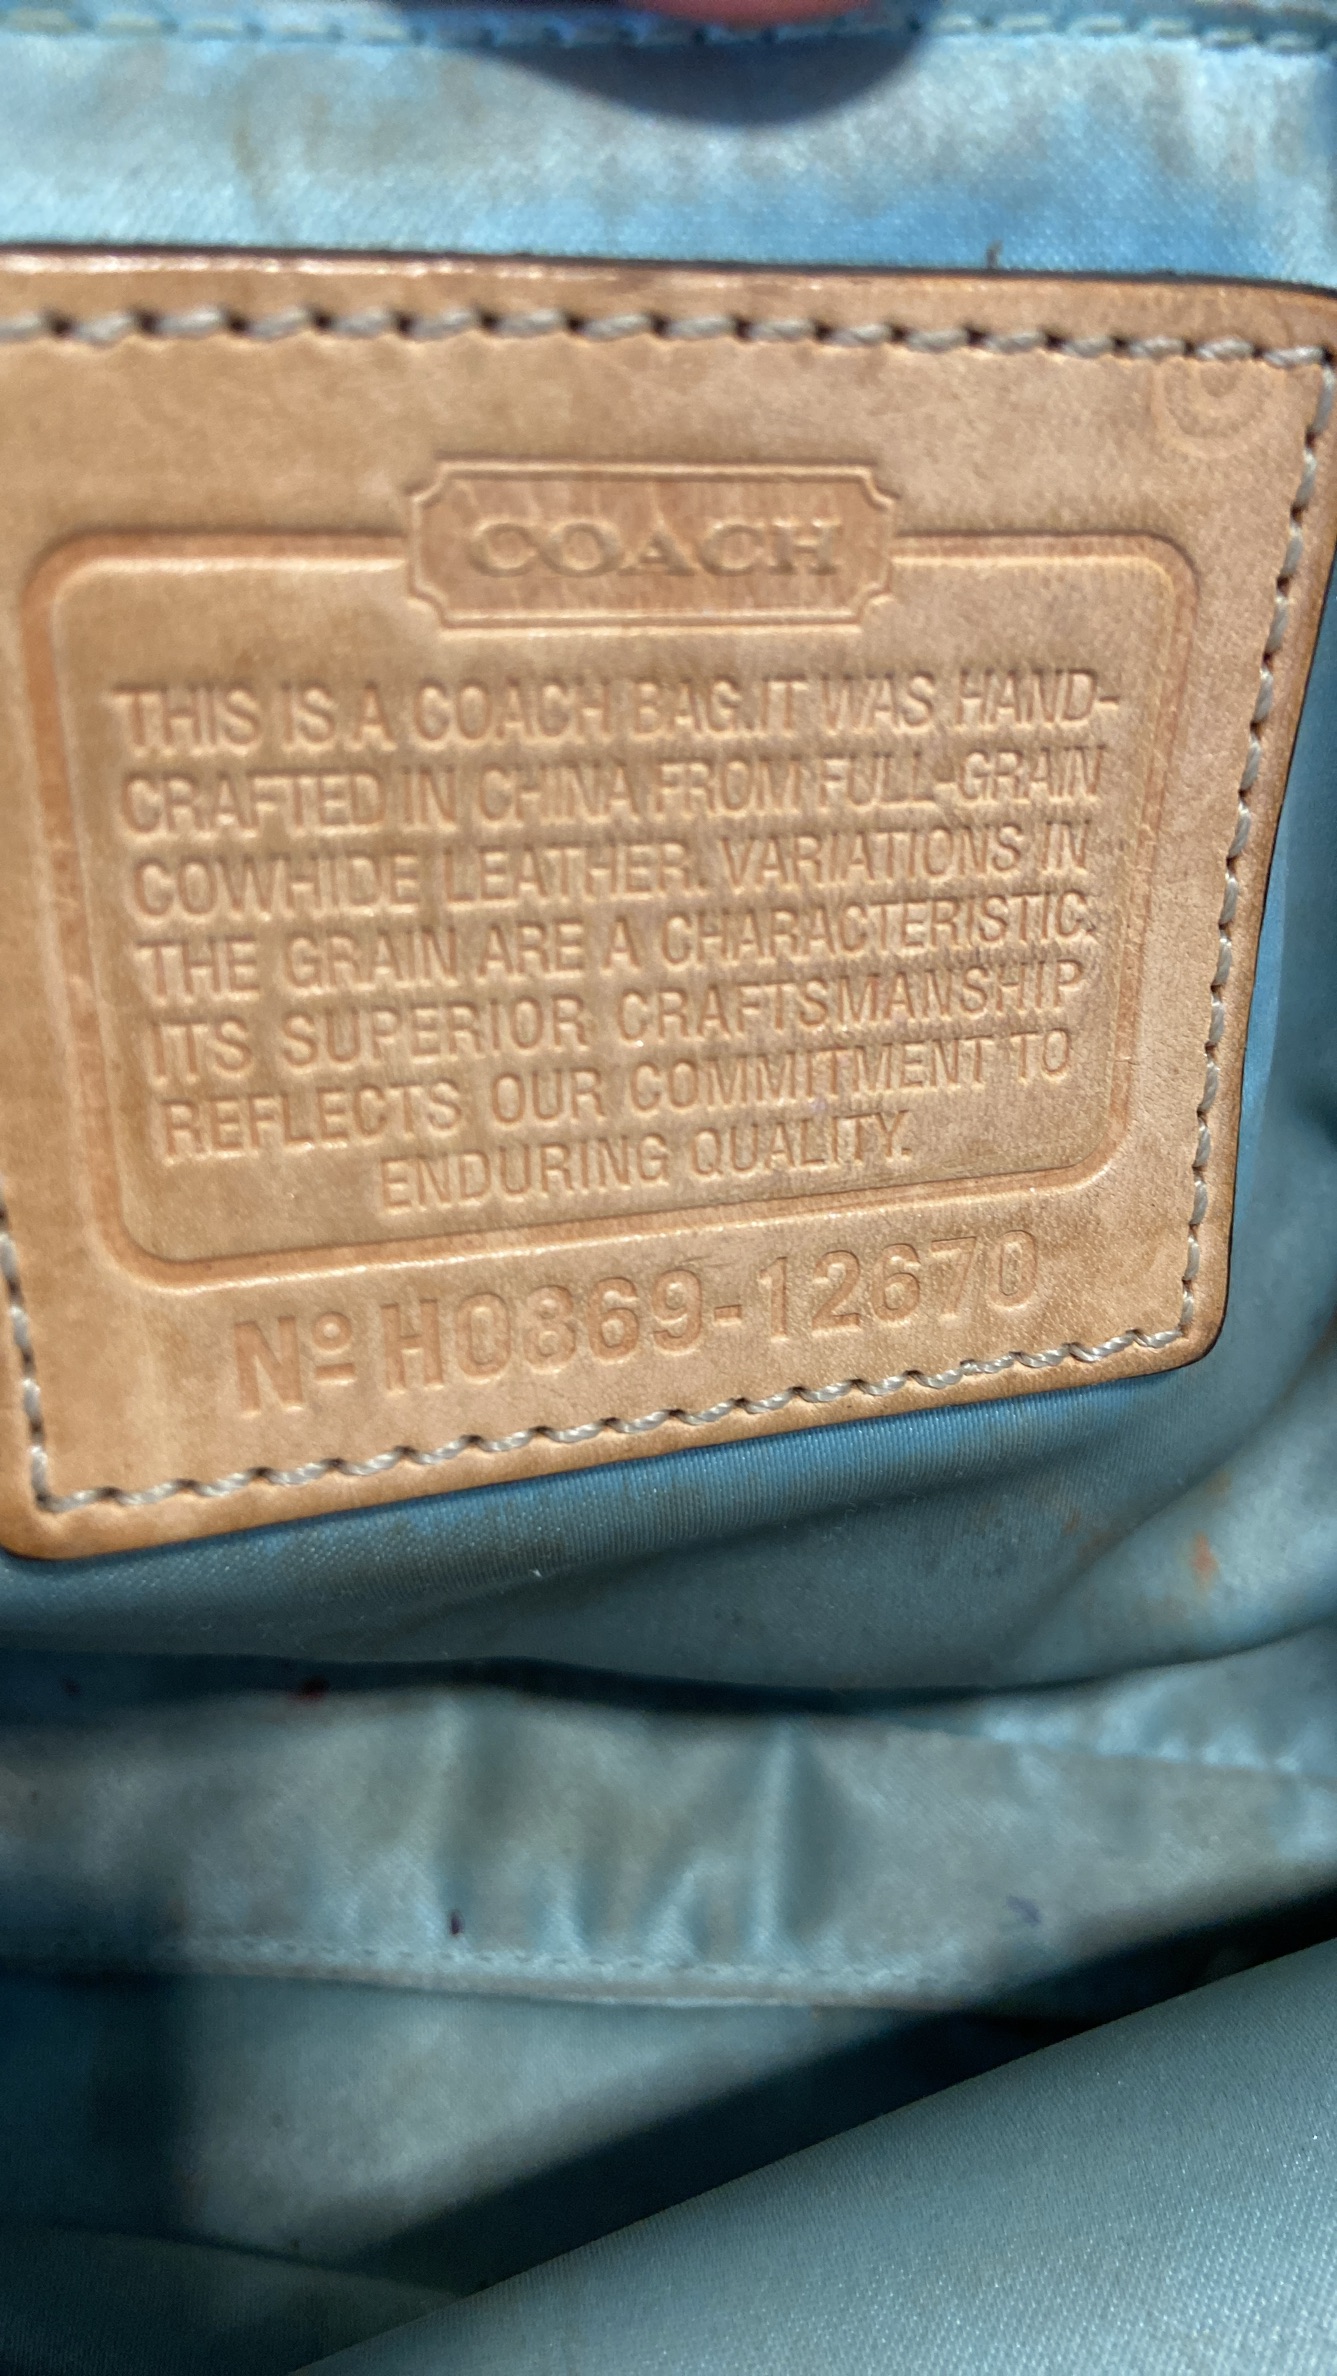 COACH
THIS IS A COACH BAG. IT WAS HAND-
CRAFTED IN CHINA FROM FULL-GRAIN
COWHIDE LEATHER. VARIATIONS IN
THE GRAIN ARE A CHARACTERISTIC.
ITS SUPERIOR CRAFTSMANSHIP
REFLECTS OUR COMMITMENT TO
ENDURING QUALITY.
Nº H0869-12670